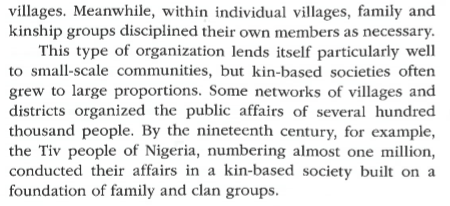 villages. Meanwhile, within individual villages, family and
kinship groups disciplined their own members as necessary.
This type of organization lends itself particularly well
to small-scale communities, but kin-based societies often
grew to large proportions. Some networks of villages and
districts organized the public affairs of several hundred
thousand people. By the nineteenth century, for example,
the Tiv people of Nigeria, numbering almost one million,
conducted their affairs in a kin-based society built on a
foundation of family and clan groups.